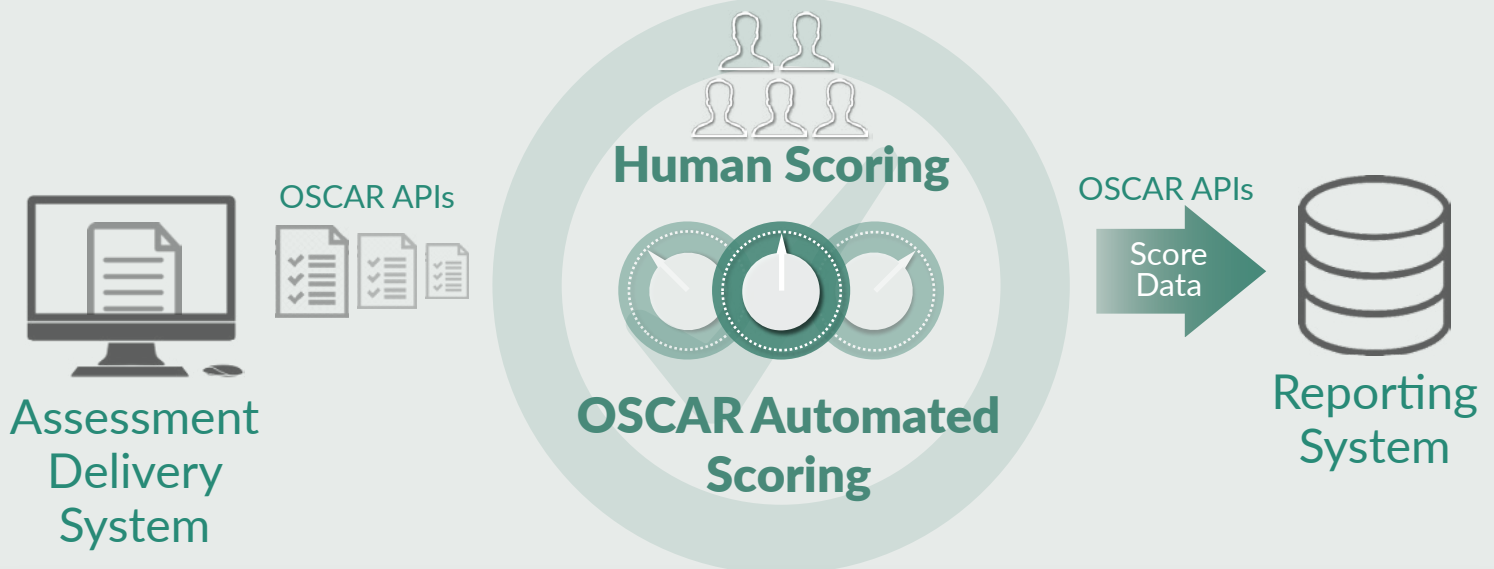 OSCAR APIs
Assessment
Delivery
System
Human Scoring
OSCAR Automated
Scoring
OSCAR APIs
Score
Data
Reporting
System